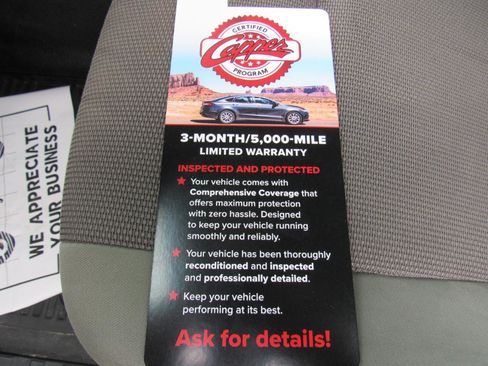 CERTIFIED
Capper
PROGRAM
3-MONTH/5,000-MILE
LIMITED WARRANTY
INSPECTED AND PROTECTED
★ Your vehicle comes with
Comprehensive Coverage that
offers maximum protection
with zero hassle. Designed
to keep your vehicle running
smoothly and reliably.
★ Your vehicle has been thoroughly
reconditioned and inspected
and professionally detailed.
★ Keep your vehicle
performing at its best.
Ask for details!
WE APPRECIATE
YOUR BUSINESS